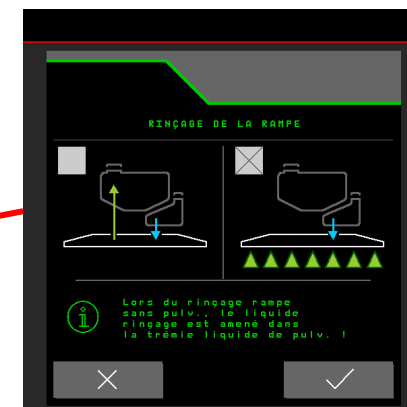 RINÇAGE DE LA RAMPE
Lors du rinçage rampe
sans pulv., le liquide
rinçage est amené dans
la trémie liquide de pulv. !